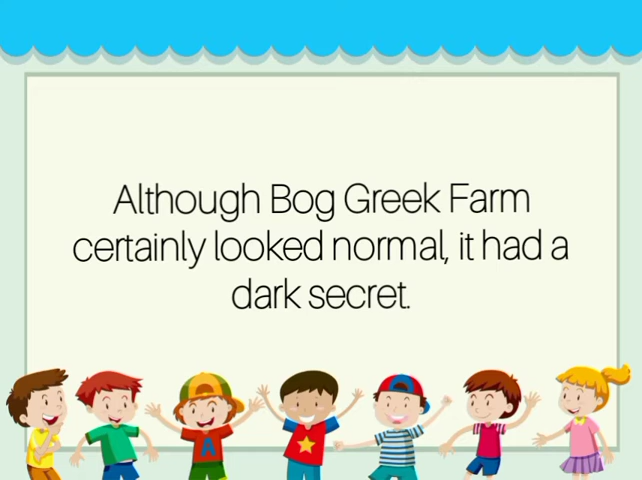 Although Bog Greek Farm
certainly looked normal, it had a
dark secret.
A